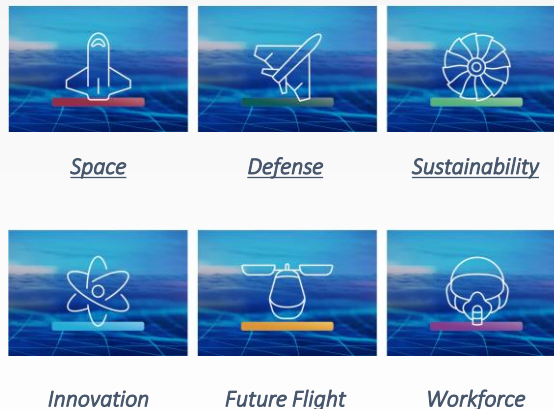 Space
Defense
Sustainability
Innovation
Future Flight
Workforce